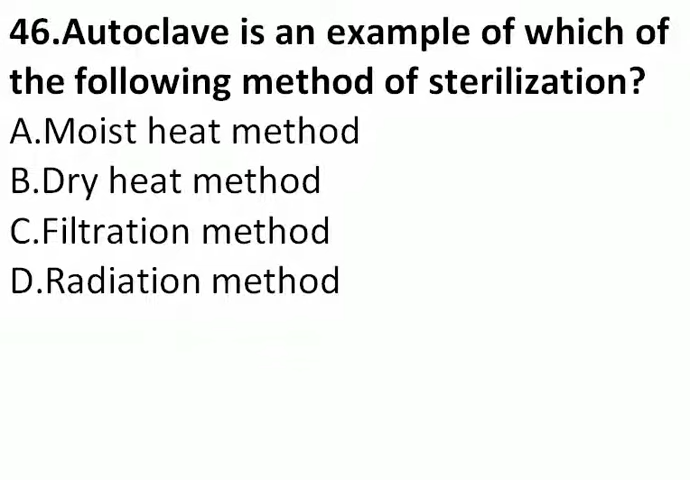 46.Autoclave is an example of which of
the following method of sterilization?
A.Moist heat method
B.Dry heat method
C.Filtration method
D.Radiation method